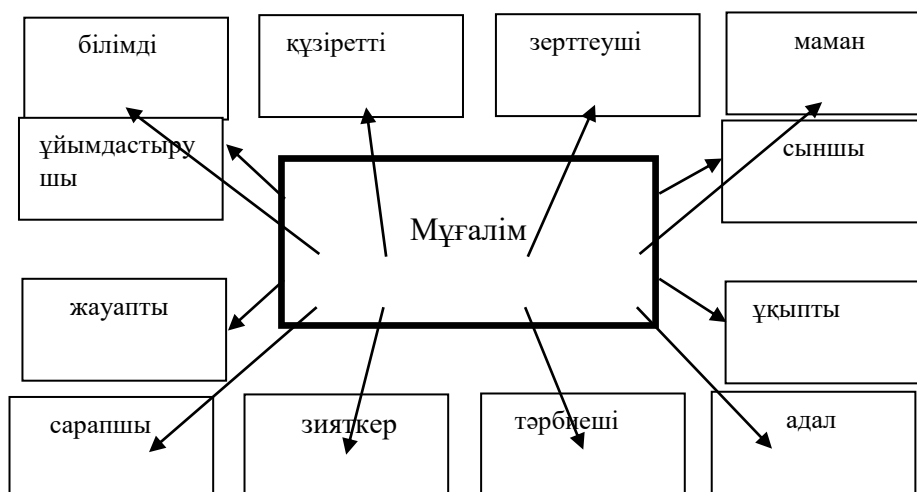 білімді
құзіретті
зерттеуші
маман
ұйымдастыру
шы
сыншы
Мұғалім
жауапты
ұқыпты
сарапшы
зияткер
тәрбиеші
адал